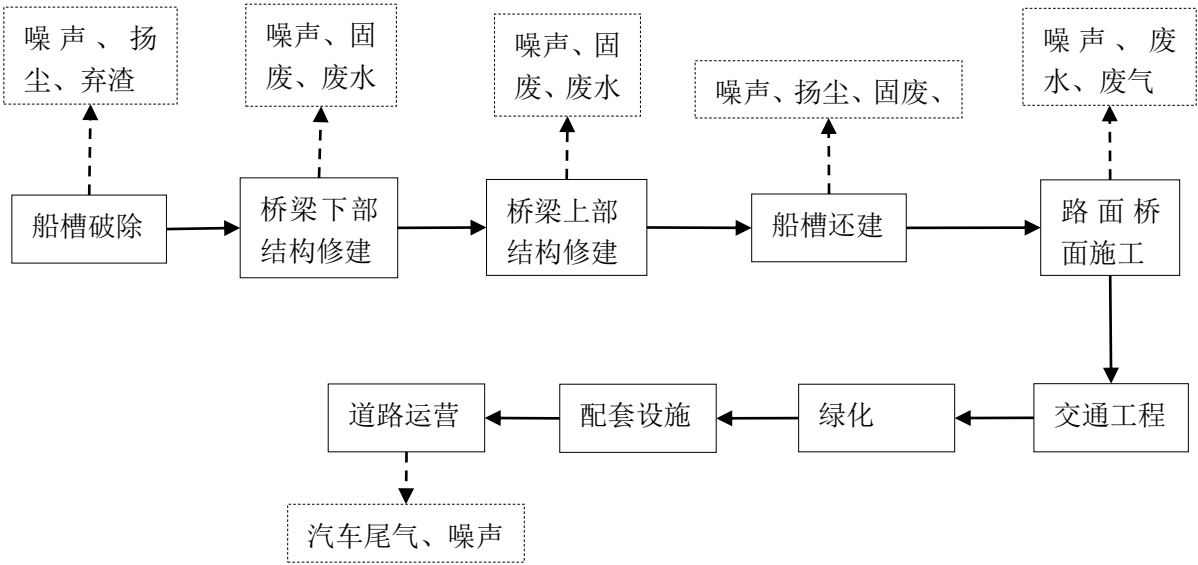 噪声、扬
尘、弃渣
噪声、固
废、废水
噪声、固
废、废水
噪声、扬尘、固废、
噪声、废
水、废气
船槽破除
桥梁下部
结构修建
桥梁上部
结构修建
船槽还建
路面桥
面施工
道路运营
配套设施
绿化
交通工程
汽车尾气、噪声